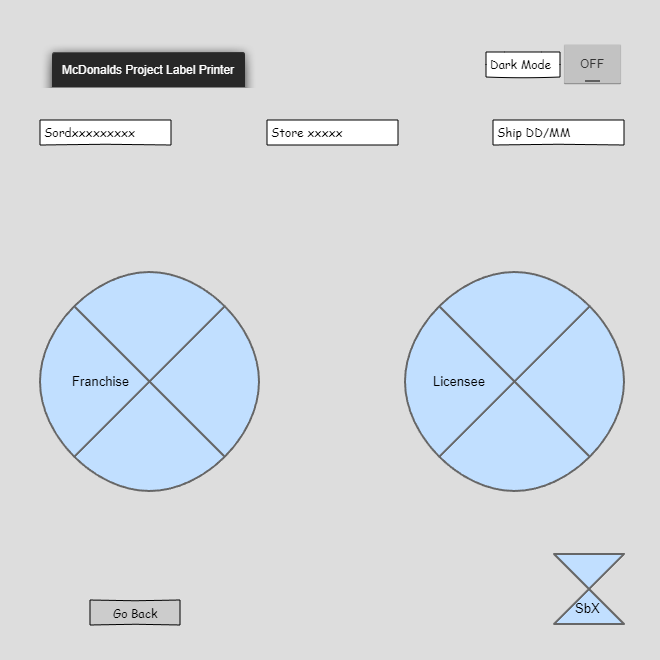 McDonalds Project Label Printer
Dark Mode
OFF
Sordxxxxxxxxx
Store xxxxx
Ship DD/MM
Franchise
Licensee
SbX
Go Back